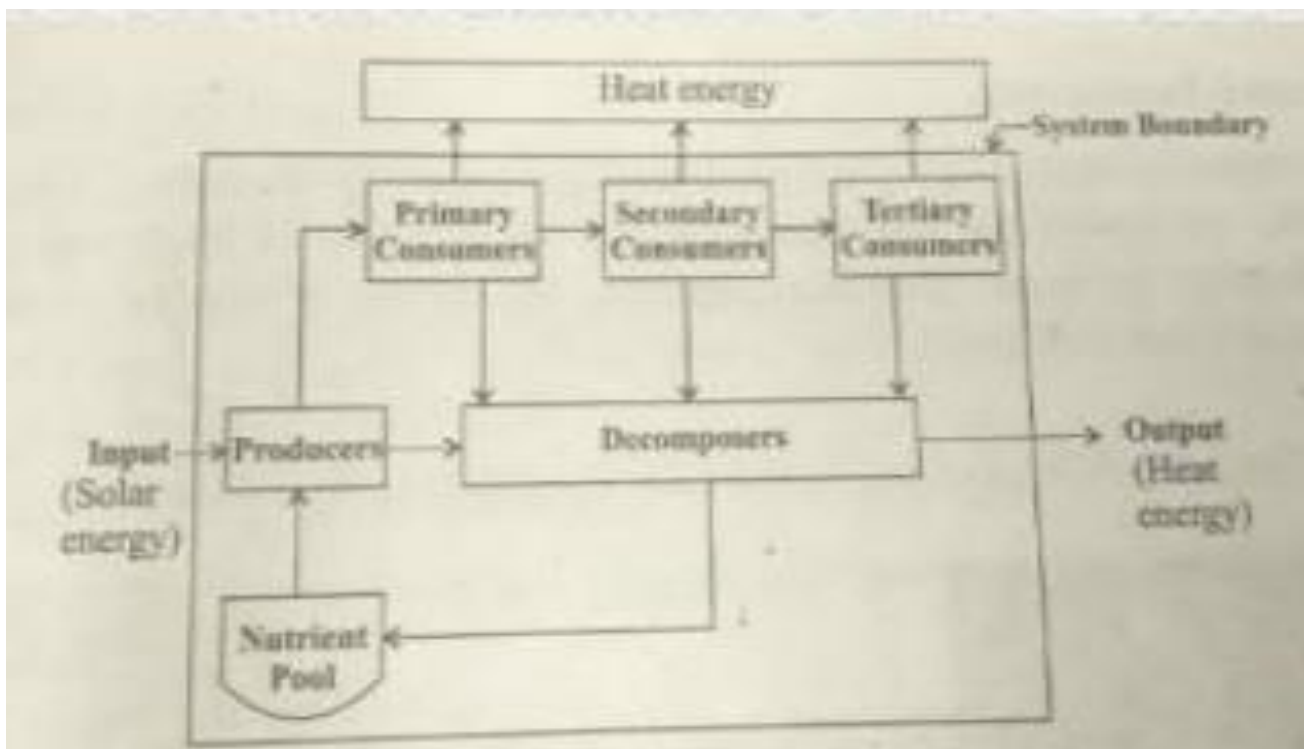 Heat energy
System Boundary
Primary
Consumers
Secondary
Consumers
Tertiary
Consumers
Input
(Solar
energy)
Producers
Decomposers
Output
(Heat
energy)
Nutrient
Pool